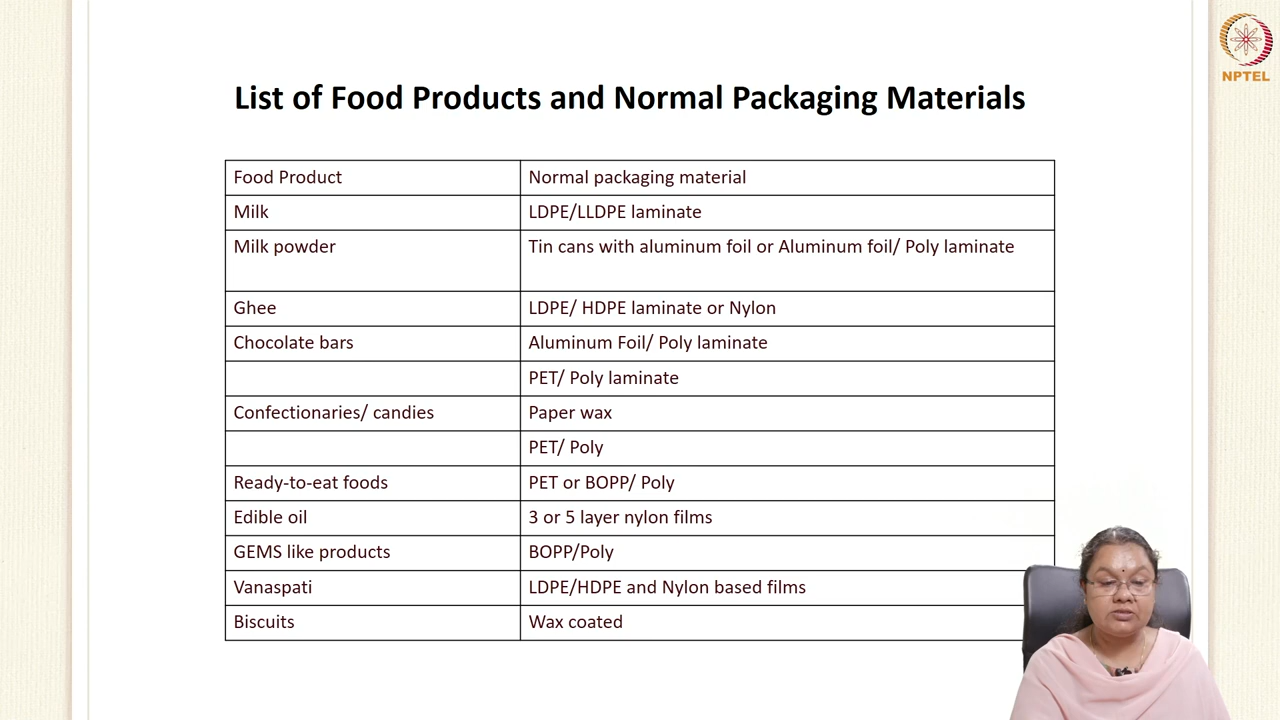 NPTEL
List of Food Products and Normal Packaging Materials
Food Product Normal packaging material
Milk LDPE/LLDPE laminate
Milk powder Tin cans with aluminum foil or Aluminum foil/ Poly laminate
Ghee LDPE/ HDPE laminate or Nylon
Chocolate bars Aluminum Foil/ Poly laminate
PET/ Poly laminate
Confectionaries/ candies Paper wax
PET/ Poly
Ready-to-eat foods PET or BOPP/ Poly
Edible oil 3 or 5 layer nylon films
GEMS like products BOPP/Poly
Vanaspati LDPE/HDPE and Nylon based films
Biscuits Wax coated